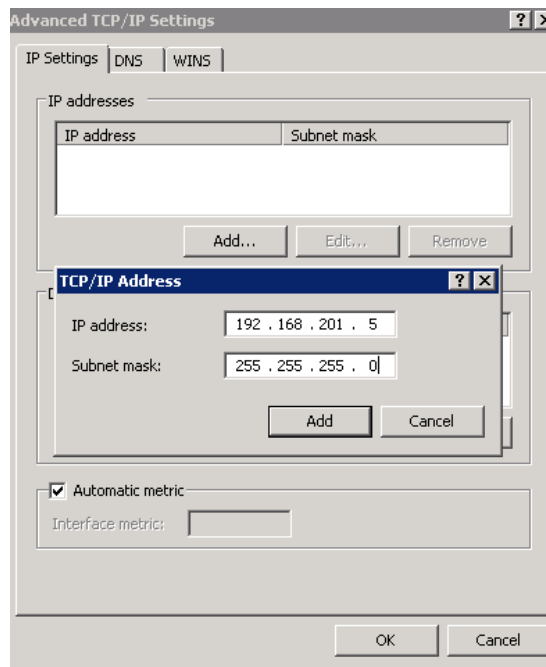 Advanced TCP/IP Settings
IP Settings DNS WINS
IP addresses
IP address Subnet mask
Add... Edit... Remove
TCP/IP Address
IP address: 192 . 168 . 201 . 5
Subnet mask: 255 . 255 . 255 . 0
Add Cancel
Automatic metric
Interface metric:
OK Cancel